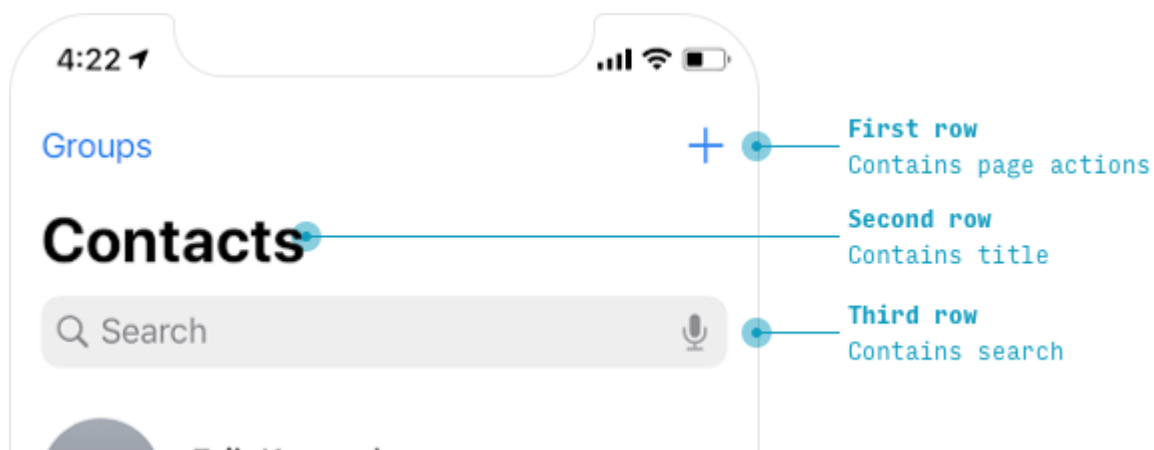 4:22
Groups
First row
Contains page actions
Contacts
Second row
Contains title
Search
Third row
Contains search